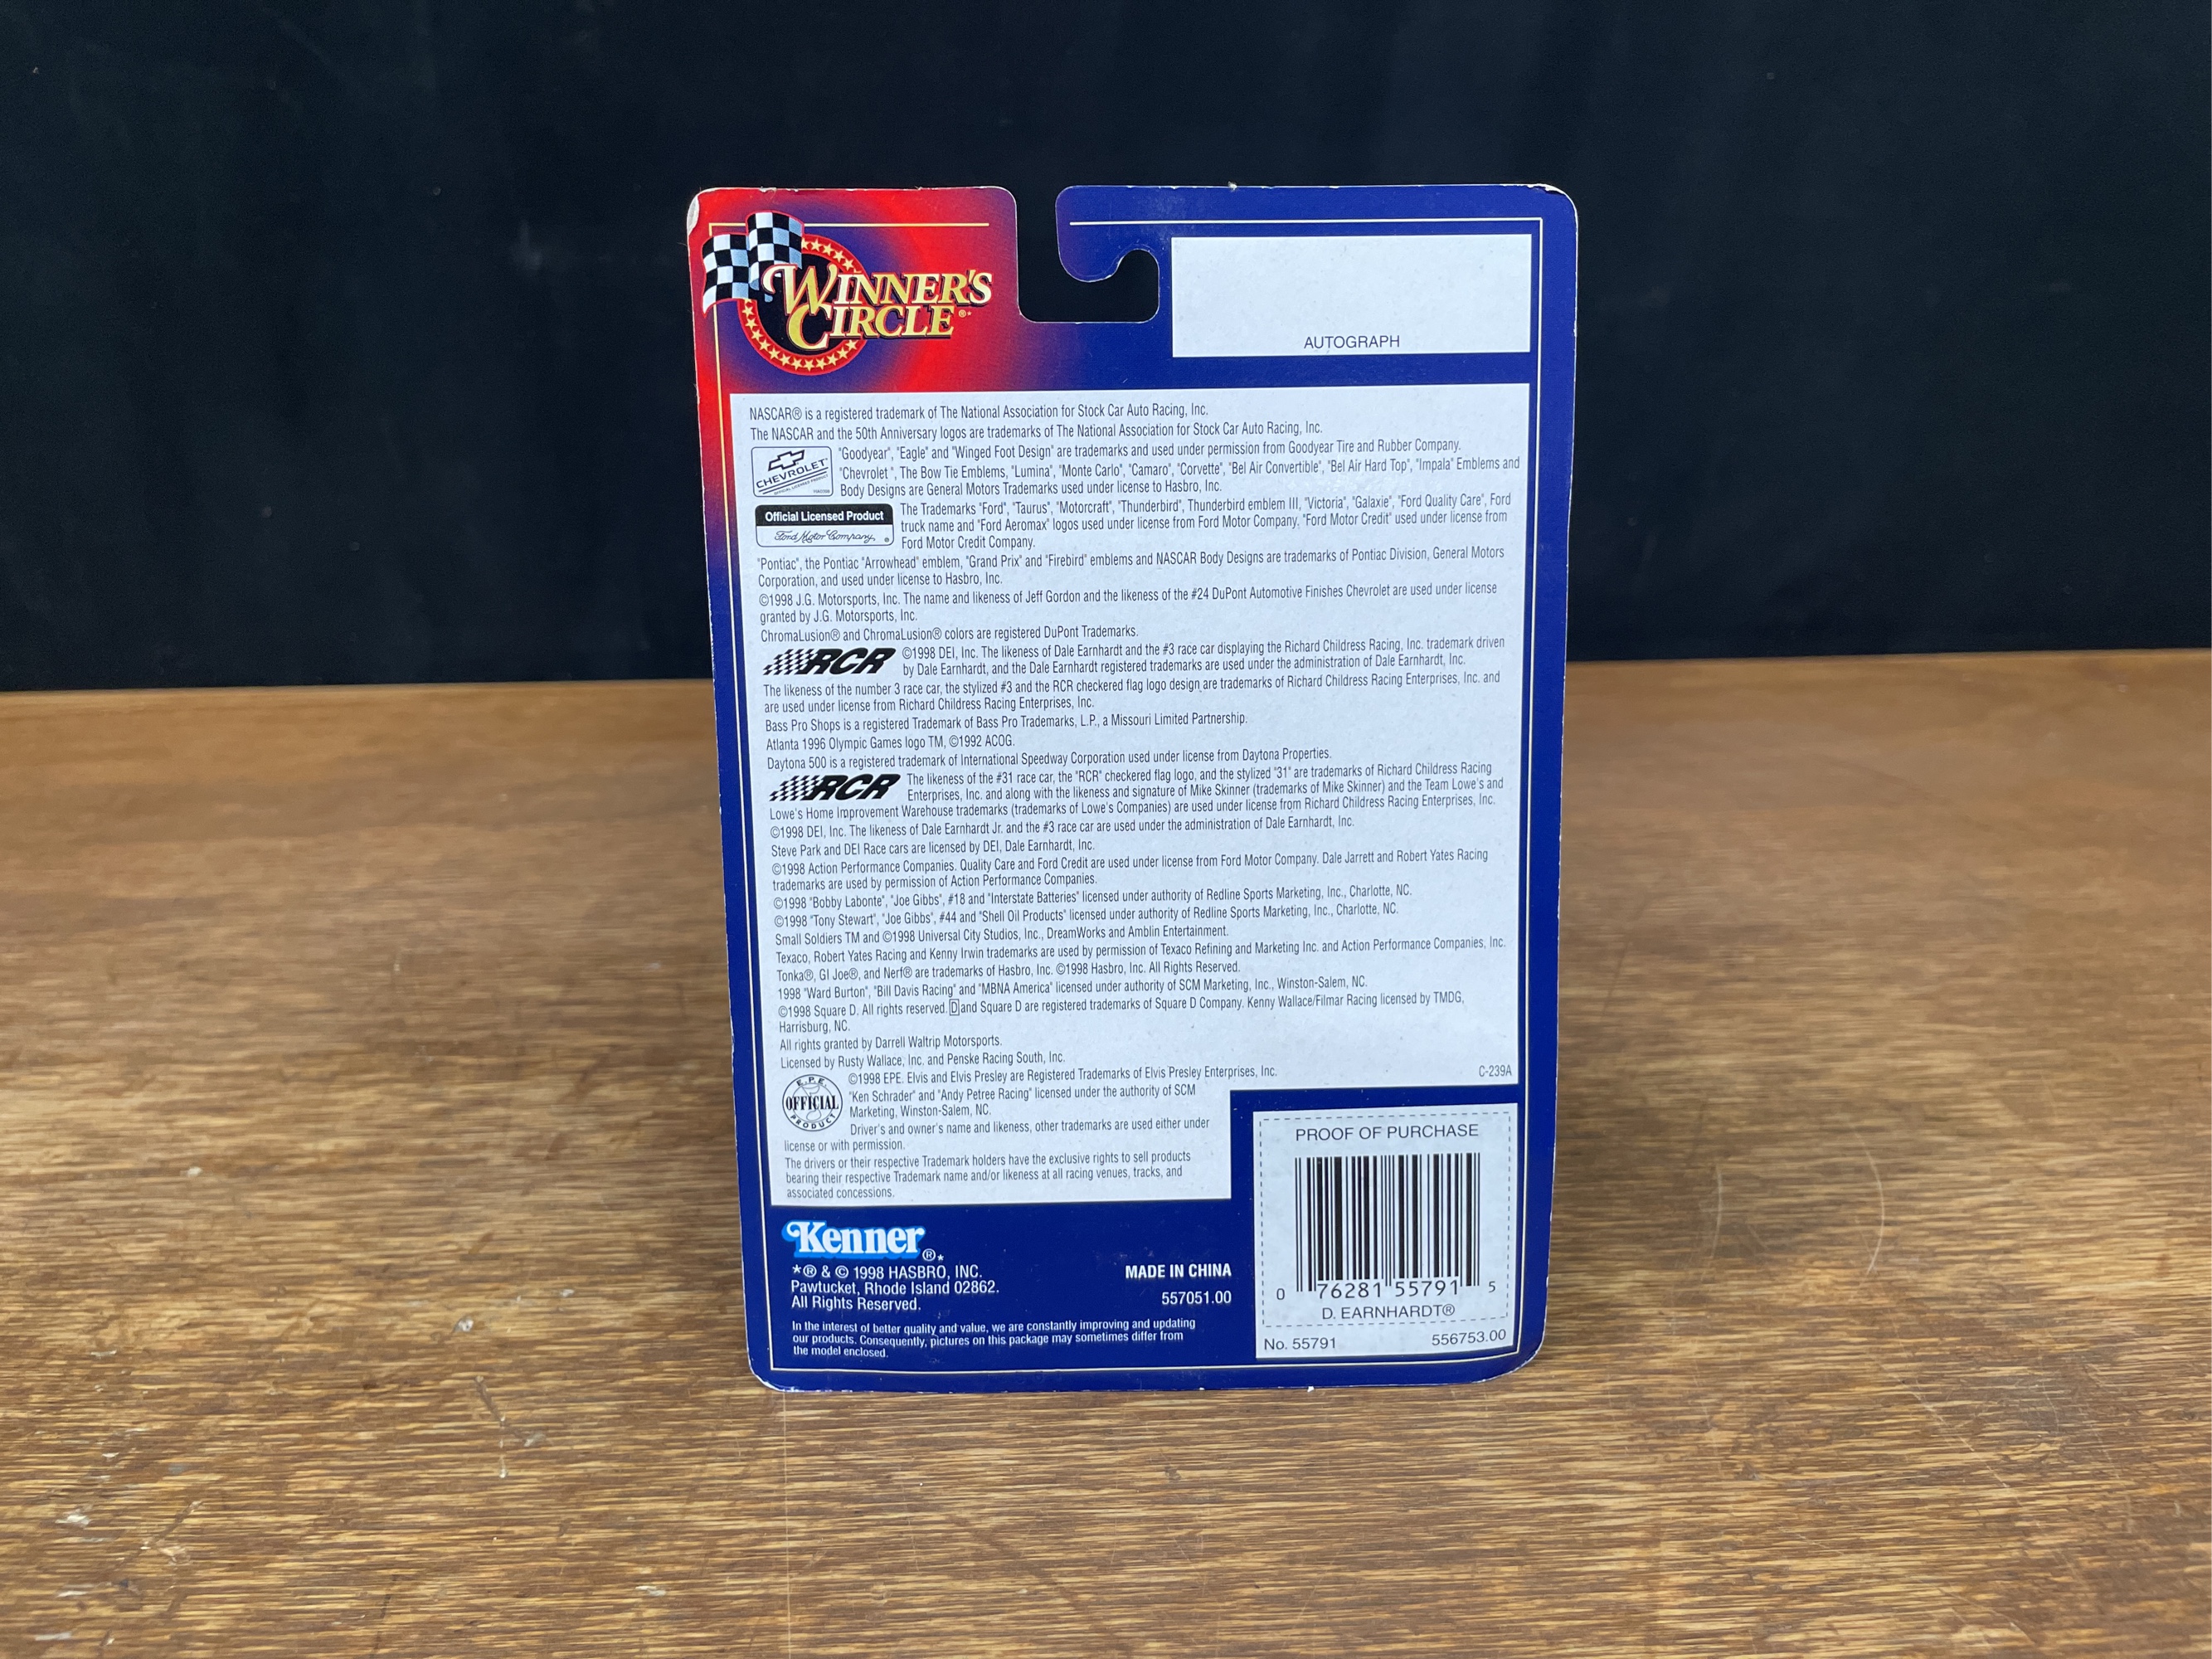 WINNER'S
CIRCLE®*
AUTOGRAPH
NASCAR® is a registered trademark of The National Association for Stock Car Auto Racing, Inc.
The NASCAR and the 50th Anniversary logos are trademarks of The National Association for Stock Car Auto Racing, Inc.
CHEVROLET
"Goodyear", "Eagle" and "Winged Foot Design" are trademarks and used under permission from Goodyear Tire and Rubber Company.
"Chevrolet", The Bow Tie Emblems, "Lumina", "Monte Carlo", "Camaro", "Corvette", "Bel Air Convertible", "Bel Air Hard Top", "Impala" Emblems and
Body Designs are General Motors Trademarks used under license to Hasbro, Inc.
Official Licensed Product
Ford Motor Company
The Trademarks "Ford", "Taurus", "Motorcraft", "Thunderbird", Thunderbird emblem III, "Victoria", "Galaxie", "Ford Quality Care", Ford
truck name and "Ford Aeromax" logos used under license from Ford Motor Company. "Ford Motor Credit" used under license from
Ford Motor Credit Company.
"Pontiac", the Pontiac "Arrowhead" emblem, "Grand Prix" and "Firebird" emblems and NASCAR Body Designs are trademarks of Pontiac Division, General Motors
Corporation, and used under license to Hasbro, Inc.
©1998 J.G. Motorsports, Inc. The name and likeness of Jeff Gordon and the likeness of the #24 DuPont Automotive Finishes Chevrolet are used under license
granted by J.G. Motorsports, Inc.
ChromaLusion® and ChromaLusion® colors are registered DuPont Trademarks.
RCR
©1998 DEI, Inc. The likeness of Dale Earnhardt and the #3 race car displaying the Richard Childress Racing, Inc. trademark driven
by Dale Earnhardt, and the Dale Earnhardt registered trademarks are used under the administration of Dale Earnhardt, Inc.
The likeness of the number 3 race car, the stylized #3 and the RCR checkered flag logo design are trademarks of Richard Childress Racing Enterprises, Inc. and
are used under license from Richard Childress Racing Enterprises, Inc.
Bass Pro Shops is a registered Trademark of Bass Pro Trademarks, L.P., a Missouri Limited Partnership.
Atlanta 1996 Olympic Games logo TM, ©1992 ACOG.
Daytona 500 is a registered trademark of International Speedway Corporation used under license from Daytona Properties.
RCR
The likeness of the #31 race car, the "RCR" checkered flag logo, and the stylized "31" are trademarks of Richard Childress Racing
Enterprises, Inc. and along with the likeness and signature of Mike Skinner (trademarks of Mike Skinner) and the Team Lowe's and
Lowe's Home Improvement Warehouse trademarks (trademarks of Lowe's Companies) are used under license from Richard Childress Racing Enterprises, Inc.
©1998 DEI, Inc. The likeness of Dale Earnhardt Jr. and the #3 race car are used under the administration of Dale Earnhardt, Inc.
Steve Park and DEI Race cars are licensed by DEI, Dale Earnhardt, Inc.
©1998 Action Performance Companies. Quality Care and Ford Credit are used under license from Ford Motor Company. Dale Jarrett and Robert Yates Racing
trademarks are used by permission of Action Performance Companies.
©1998 "Bobby Labonte", "Joe Gibbs", #18 and "Interstate Batteries" licensed under authority of Redline Sports Marketing, Inc., Charlotte, NC.
©1998 "Tony Stewart", "Joe Gibbs", #44 and "Shell Oil Products" licensed under authority of Redline Sports Marketing, Inc., Charlotte, NC.
Small Soldiers TM and ©1998 Universal City Studios, Inc., DreamWorks and Amblin Entertainment.
Texaco, Robert Yates Racing and Kenny Irwin trademarks are used by permission of Texaco Refining and Marketing Inc. and Action Performance Companies, Inc.
Tonka®, GI Joe®, and Nerf® are trademarks of Hasbro, Inc. ©1998 Hasbro, Inc. All Rights Reserved.
1998 "Ward Burton", "Bill Davis Racing" and "MBNA America" licensed under authority of SCM Marketing, Inc., Winston-Salem, NC.
©1998 Square D. All rights reserved. D and Square D are registered trademarks of Square D Company. Kenny Wallace/Filmar Racing licensed by TMDG,
Harrisburg, NC.
All rights granted by Darrell Waltrip Motorsports.
Licensed by Rusty Wallace, Inc. and Penske Racing South, Inc.
E.P.E.
OFFICIAL
PRODUCT
©1998 EPE. Elvis and Elvis Presley are Registered Trademarks of Elvis Presley Enterprises, Inc.
C-239A
"Ken Schrader" and "Andy Petree Racing" licensed under the authority of SCM
Marketing, Winston-Salem, NC.
Driver's and owner's name and likeness, other trademarks are used either under
license or with permission.
The drivers or their respective Trademark holders have the exclusive rights to sell products
bearing their respective Trademark name and/or likeness at all racing venues, tracks, and
associated concessions.
Kenner®*
*® & © 1998 HASBRO, INC.
Pawtucket, Rhode Island 02862.
All Rights Reserved.
MADE IN CHINA
557051.00
In the interest of better quality and value, we are constantly improving and updating
our products. Consequently, pictures on this package may sometimes differ from
the model enclosed.
PROOF OF PURCHASE
0 76281 55791 5
D. EARNHARDT®
No. 55791 556753.00